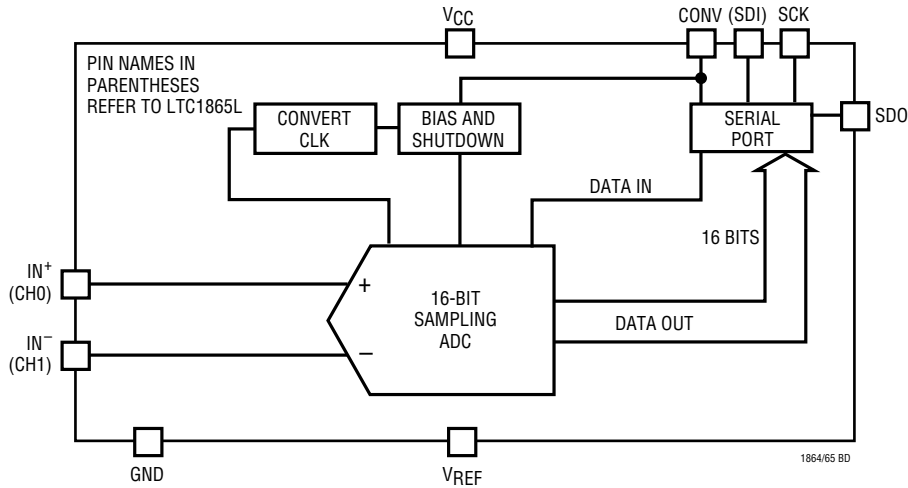 VCC
CONV (SDI) SCK
PIN NAMES IN
PARENTHESES
REFER TO LTC1865L
CONVERT
CLK
BIAS AND
SHUTDOWN
SERIAL
PORT
SDO
DATA IN
16 BITS
IN+
(CH0)
+
16-BIT
SAMPLING
ADC
DATA OUT
IN–
(CH1)
–
GND
VREF
1864/65 BD